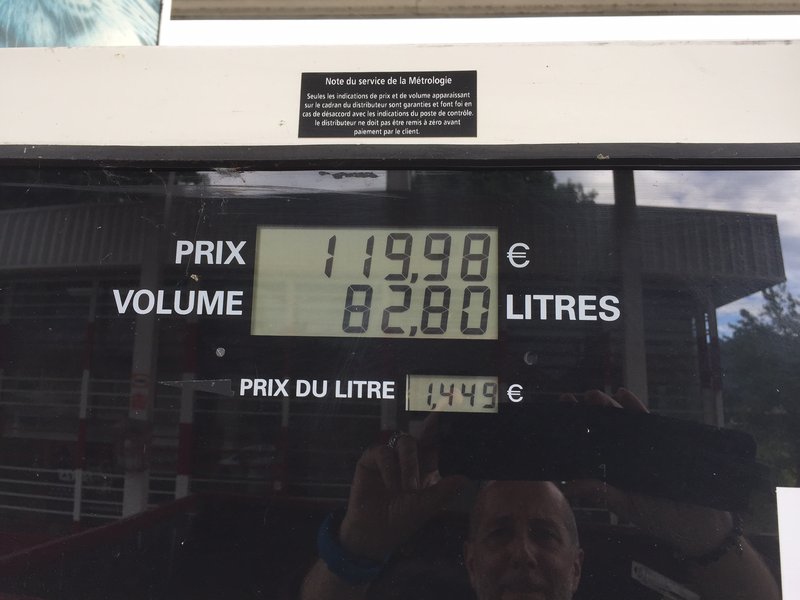 Note du service de la Métrologie
Seules les indications de prix et de volume apparaissant
sur le cadran du distributeur sont garanties et font foi en
cas de désaccord avec les indications du poste de contrôle.
le distributeur ne doit pas être remis à zéro avant
paiement par le client.
PRIX 119,98 €
VOLUME 82,80 LITRES
PRIX DU LITRE 1,449 €